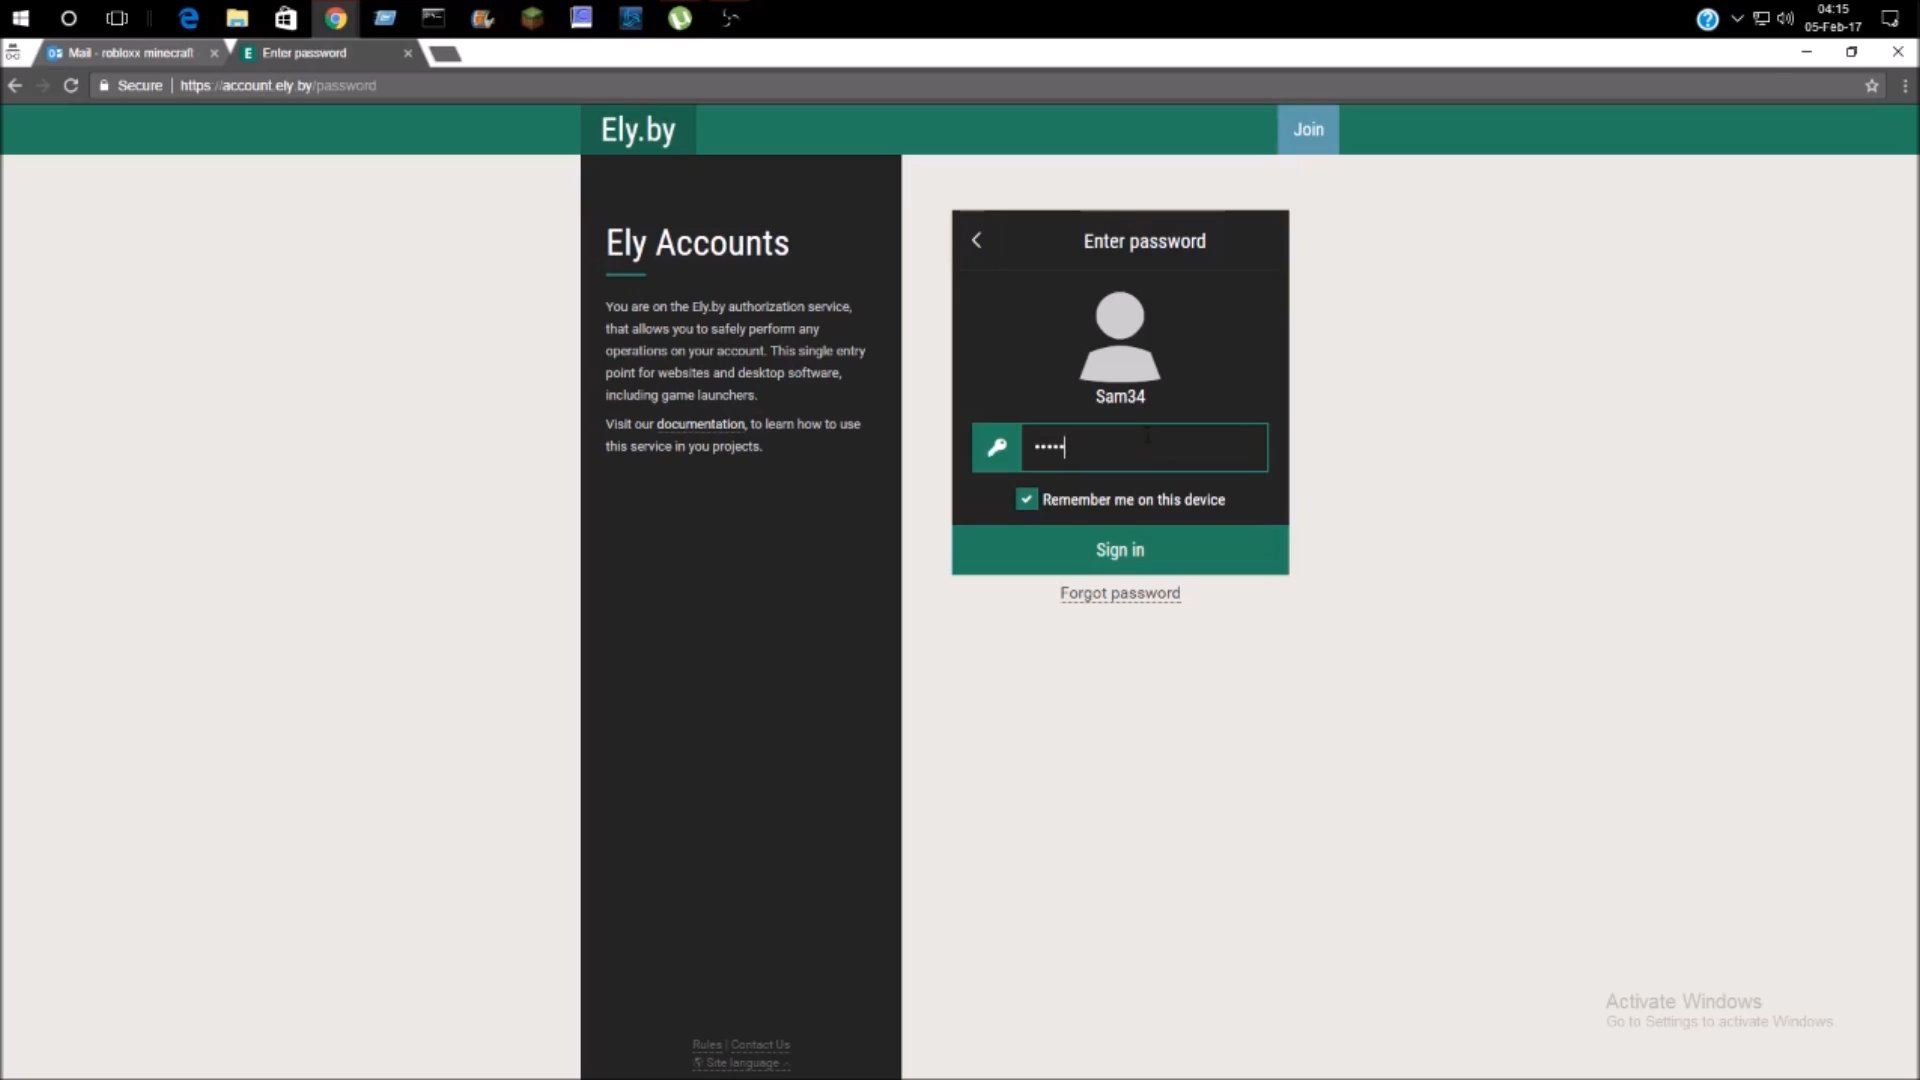 04:15
05-Feb-17
Mail - robloxx minecraft
E Enter password
Secure | https://account.ely.by/password
Ely.by
Join
Ely Accounts
You are on the Ely.by authorization service,
that allows you to safely perform any
operations on your account. This single entry
point for websites and desktop software,
including game launchers.
Visit our documentation, to learn how to use
this service in you projects.
Enter password
Sam34
•••••
Remember me on this device
Sign in
Forgot password
Activate Windows
Go to Settings to activate Windows
Rules | Contact Us
Site language